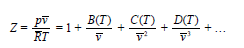 Z = pv̅/RT = 1 + B(T)/v̅ + C(T)/v̅² + D(T)/v̅³ + ...